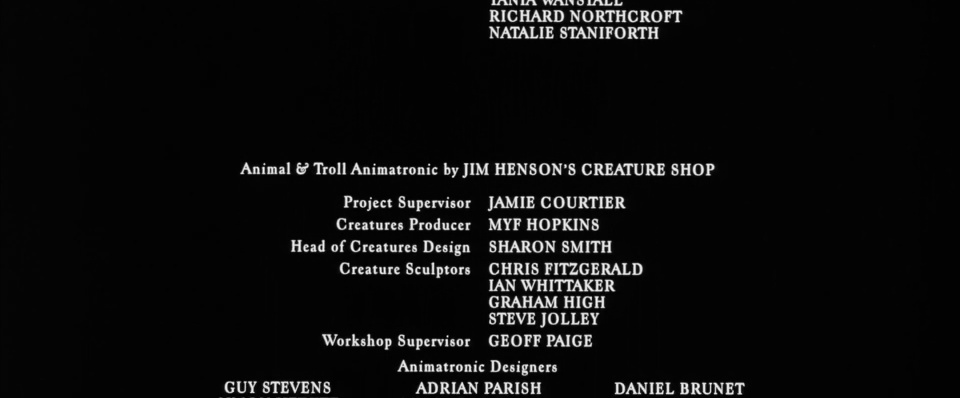 TANIA WANSTALL
RICHARD NORTHCROFT
NATALIE STANIFORTH
Animal & Troll Animatronic by JIM HENSON'S CREATURE SHOP
Project Supervisor JAMIE COURTIER
Creatures Producer MYF HOPKINS
Head of Creatures Design SHARON SMITH
Creature Sculptors CHRIS FITZGERALD
IAN WHITTAKER
GRAHAM HIGH
STEVE JOLLEY
Workshop Supervisor GEOFF PAIGE
Animatronic Designers
GUY STEVENS ADRIAN PARISH DANIEL BRUNET